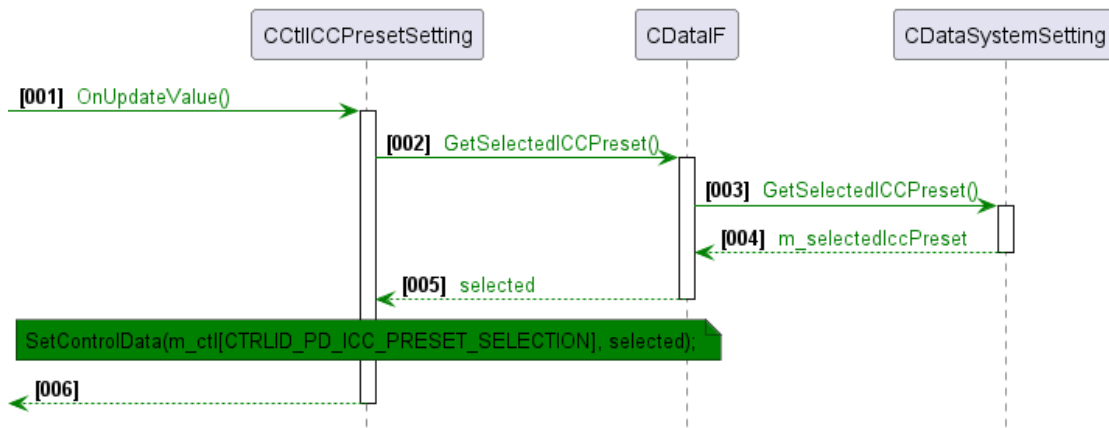 CCtlICCPresetSetting
CDataIF
CDataSystemSetting
[001] OnUpdateValue()
[002] GetSelectedICCPreset()
[003] GetSelectedICCPreset()
[004] m_selectedIccPreset
[005] selected
SetControlData(m_ctl[CTRLID_PD_ICC_PRESET_SELECTION], selected);
[006]